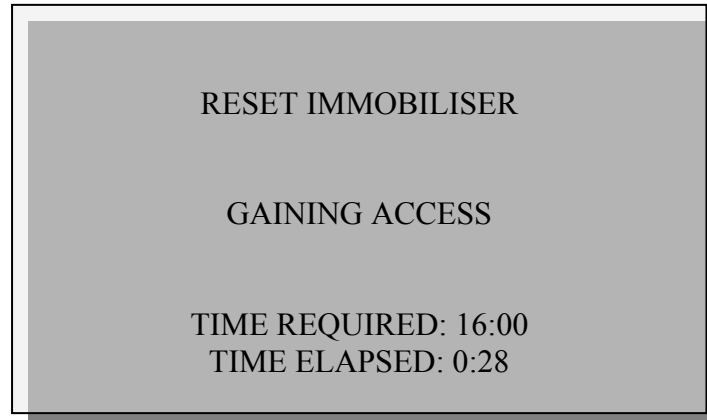 RESET IMMOBILISER
GAINING ACCESS
TIME REQUIRED: 16:00
TIME ELAPSED: 0:28